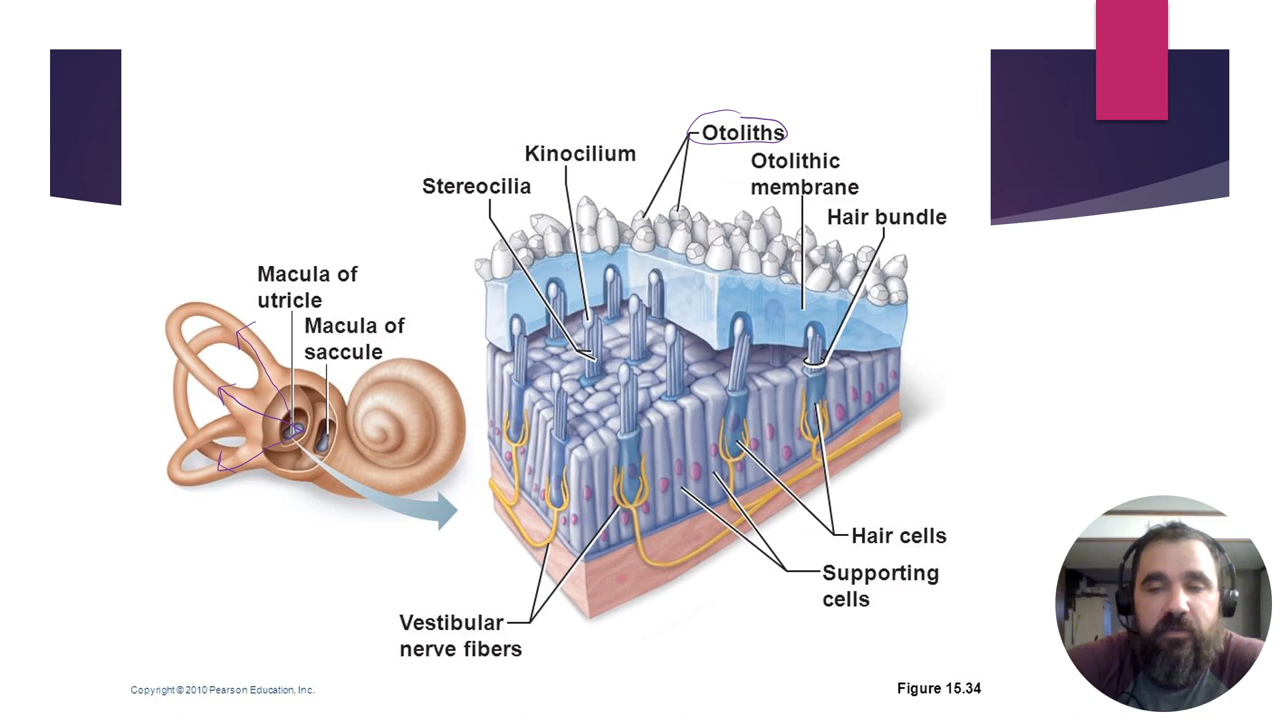 Otoliths
Kinocilium
Otolithic
membrane
Stereocilia
Hair bundle
Macula of
utricle
Macula of
saccule
Hair cells
Supporting
cells
Vestibular
nerve fibers
Copyright © 2010 Pearson Education, Inc.
Figure 15.34